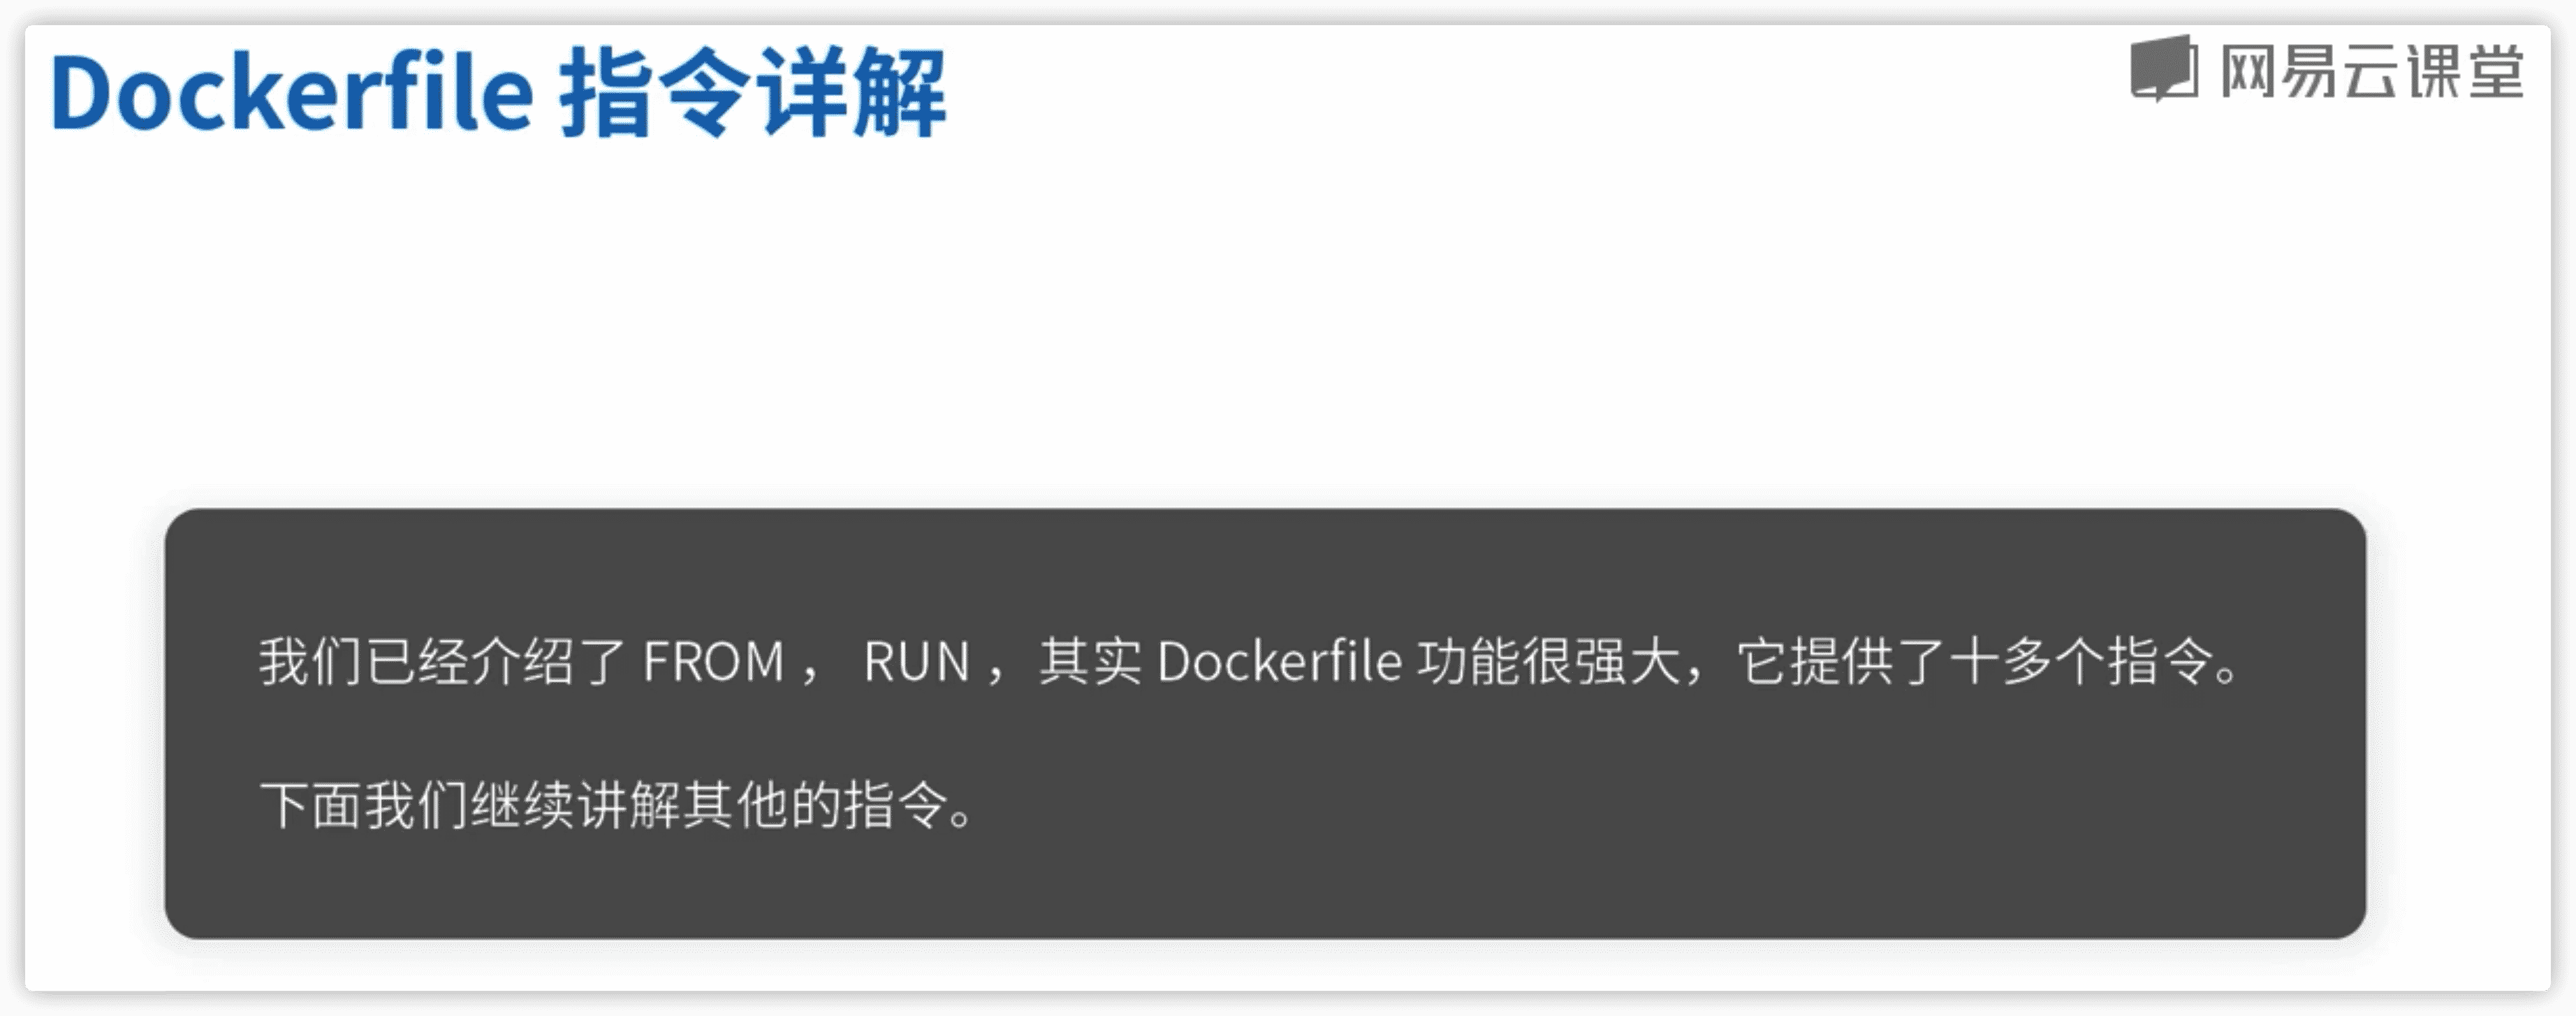 Dockerfile 指令详解
网易云课堂
我们已经介绍了 FROM ， RUN ，其实 Dockerfile 功能很强大，它提供了十多个指令。
下面我们继续讲解其他的指令。